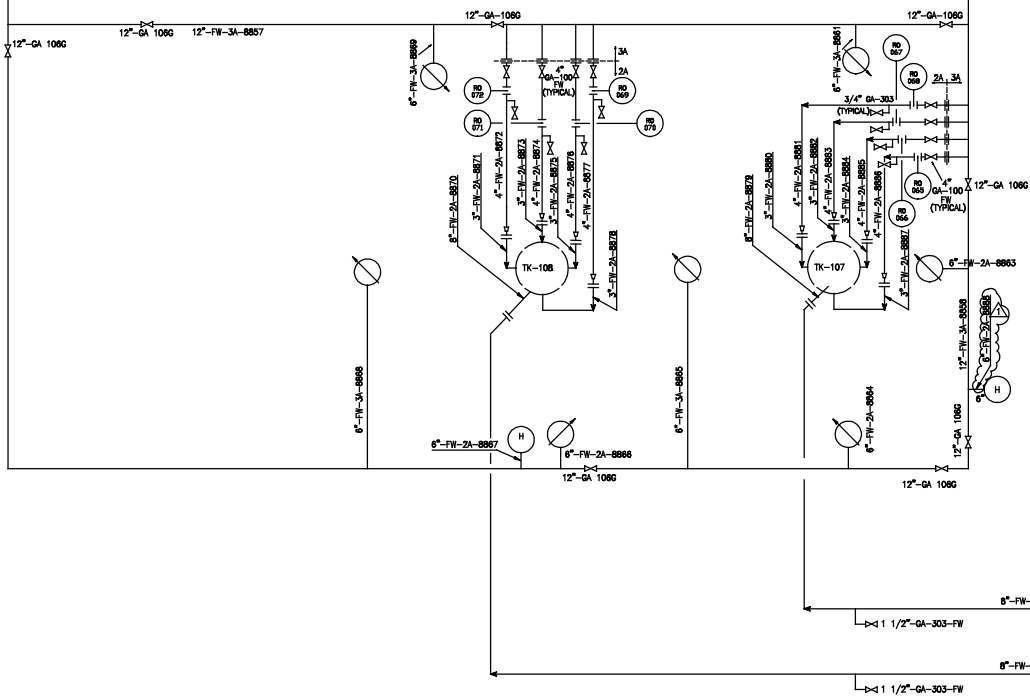 12"-GA-106G
12"-GA-106G
12"-GA 106G
12"-FW-3A-8857
12"-GA 106G
6"-FW-3A-8869
6"-FW-3A-8861
3A
2A
4"
GA-100
FW
(TYPICAL)
RO
072
RO
069
RO
071
RO
070
RO
067
RO
068
2A
3A
3/4" GA-303
(TYPICAL)
RO
065
RO
066
4"
GA-100
FW
(TYPICAL)
12"-GA 106G
8"-FW-2A-8870
3"-FW-2A-8871
4"-FW-2A-8872
3"-FW-2A-8873
4"-FW-2A-8874
3"-FW-2A-8875
4"-FW-2A-8876
4"-FW-2A-8877
3"-FW-2A-8878
8"-FW-2A-8879
3"-FW-2A-8880
4"-FW-2A-8881
3"-FW-2A-8882
4"-FW-2A-8883
3"-FW-2A-8884
4"-FW-2A-8885
4"-FW-2A-8886
3"-FW-2A-8887
TK-108
TK-107
6"-FW-2A-8863
12"-FW-3A-8858
6"-FW-2A-8888
1
6"
H
6"-FW-3A-8868
6"-FW-3A-8865
6"-FW-2A-8864
12"-GA 106G
H
6"-FW-2A-8867
6"-FW-2A-8866
12"-GA 106G
12"-GA 106G
8"-FW-
1 1/2"-GA-303-FW
8"-FW-
1 1/2"-GA-303-FW